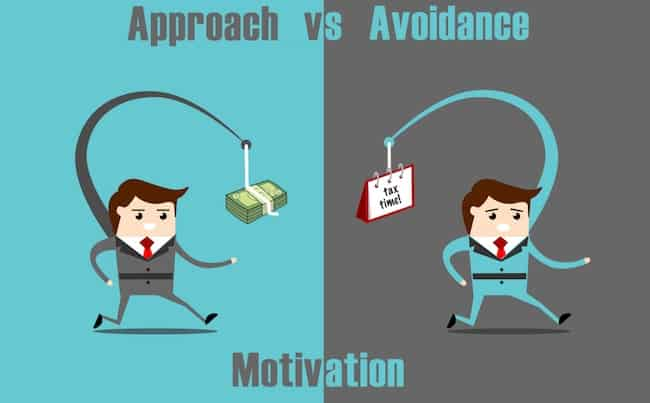 Approach vs Avoidance
tax
time!
Motivation